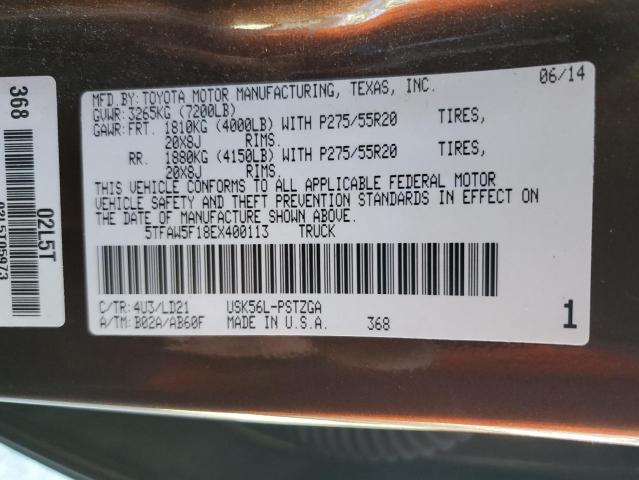 MFD.BY:TOYOTA MOTOR MANUFACTURING, TEXAS, INC. 06/14
GVWR:3265KG (7200LB)
GAWR:FRT. 1810KG (4000LB) WITH P275/55R20 TIRES,
20X8J RIMS.
RR. 1880KG (4150LB) WITH P275/55R20 TIRES,
20X8J RIMS.
THIS VEHICLE CONFORMS TO ALL APPLICABLE FEDERAL MOTOR
VEHICLE SAFETY AND THEFT PREVENTION STANDARDS IN EFFECT ON
THE DATE OF MANUFACTURE SHOWN ABOVE.
5TFAW5F18EX400113 TRUCK
C/TR:4U3/LD21 USK56L-PSTZGA
A/TM:B02A/AB60F MADE IN U.S.A. 368 1
368
02L5T
02L5T05973